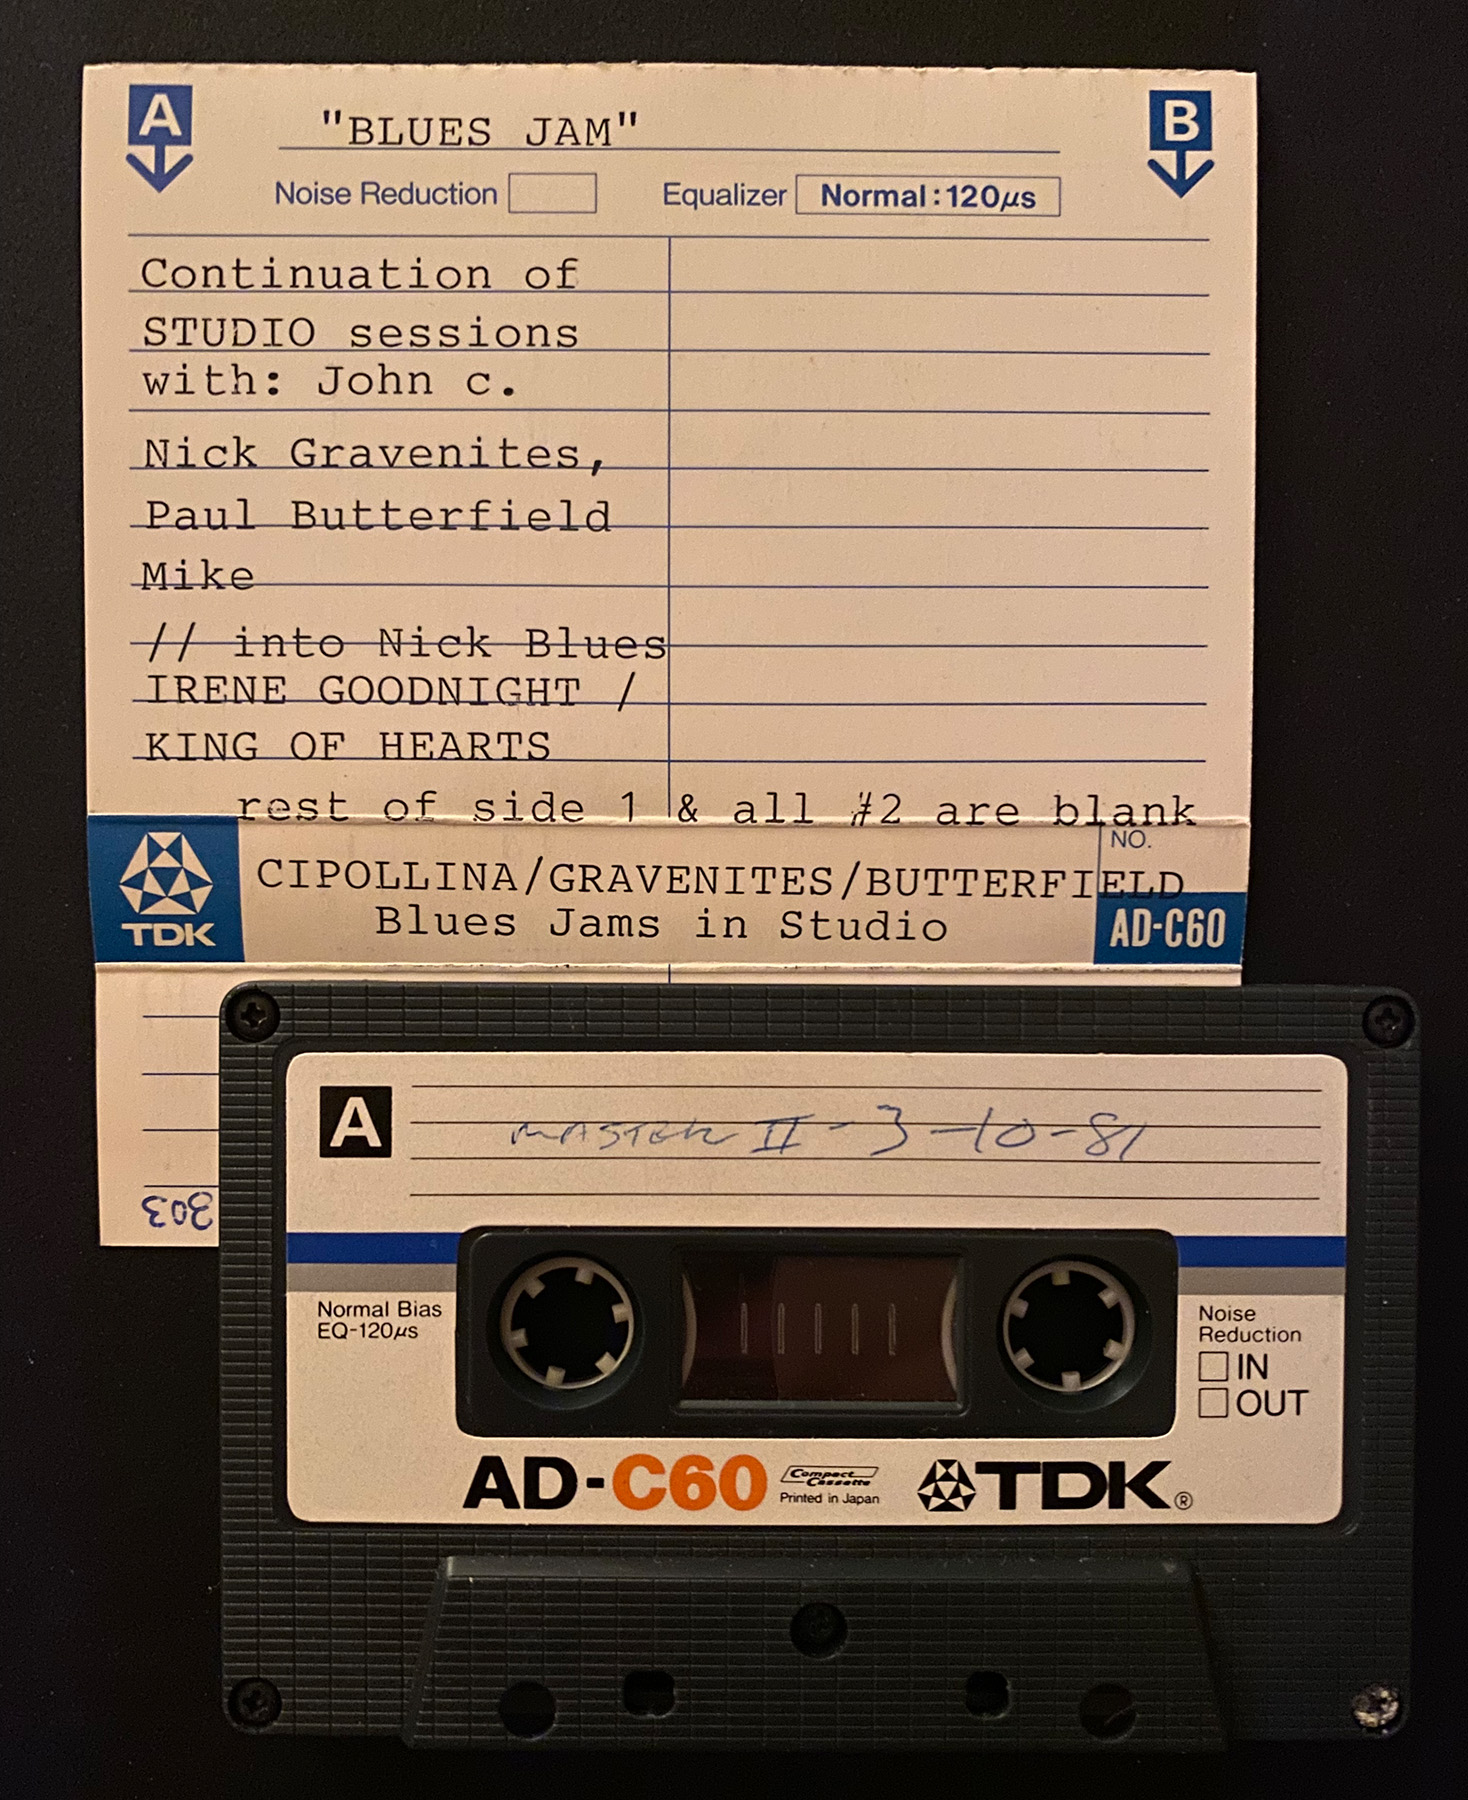 A
"BLUES JAM"
B
Noise Reduction Equalizer Normal:120μs
Continuation of
STUDIO sessions
with: John c.
Nick Gravenites,
Paul Butterfield
Mike
// into Nick Blues
IRENE GOODNIGHT /
KING OF HEARTS
rest of side 1 & all #2 are blank
TDK
CIPOLLINA/GRAVENITES/BUTTERFIELD
Blues Jams in Studio
NO.
AD-C60
303
A
MASTER II - 3-10-81
Normal Bias
EQ-120μs
Noise
Reduction
IN
OUT
AD-C60
Compact
Cassette
Printed in Japan
TDK®